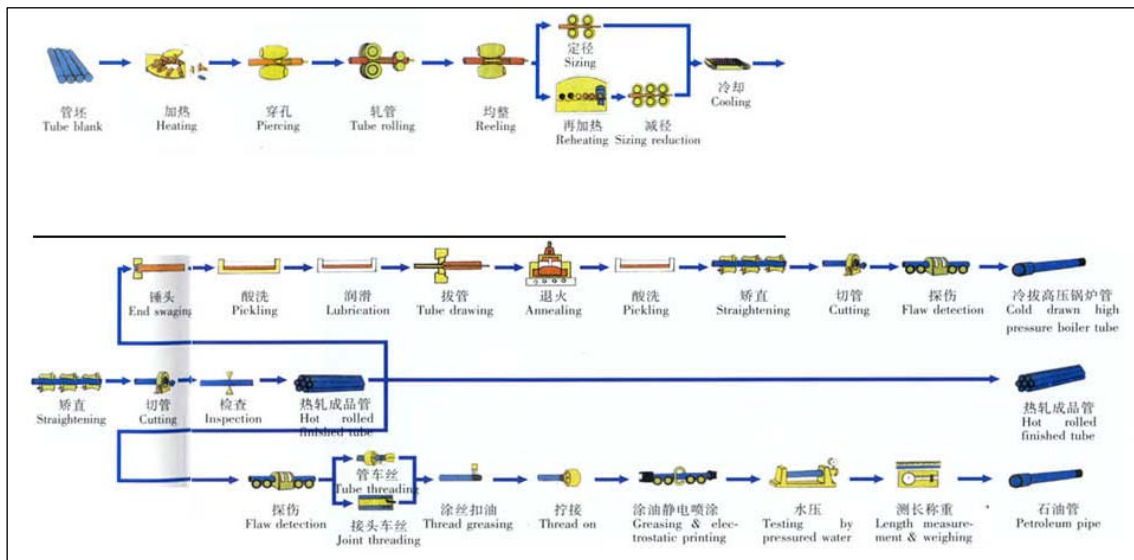 定径
Sizing
管坯
Tube blank
加热
Heating
穿孔
Piercing
轧管
Tube rolling
均整
Reeling
再加热
Reheating
减径
Sizing reduction
冷却
Cooling
锤头
End swaging
酸洗
Pickling
润滑
Lubrication
拔管
Tube drawing
退火
Annealing
酸洗
Pickling
矫直
Straightening
切管
Cutting
探伤
Flaw detection
冷拔高压锅炉管
Cold drawn high
pressure boiler tube
矫直
Straightening
切管
Cutting
检查
Inspection
热轧成品管
Hot rolled
finished tube
热轧成品管
Hot rolled
finished tube
探伤
Flaw detection
管车丝
Tube threading
接头车丝
Joint threading
涂丝扣油
Thread greasing
拧接
Thread on
涂油静电喷涂
Greasing & elec-
trostatic printing
水压
Testing by
pressured water
测长称重
Length measure-
ment & weighing
石油管
Petroleum pipe